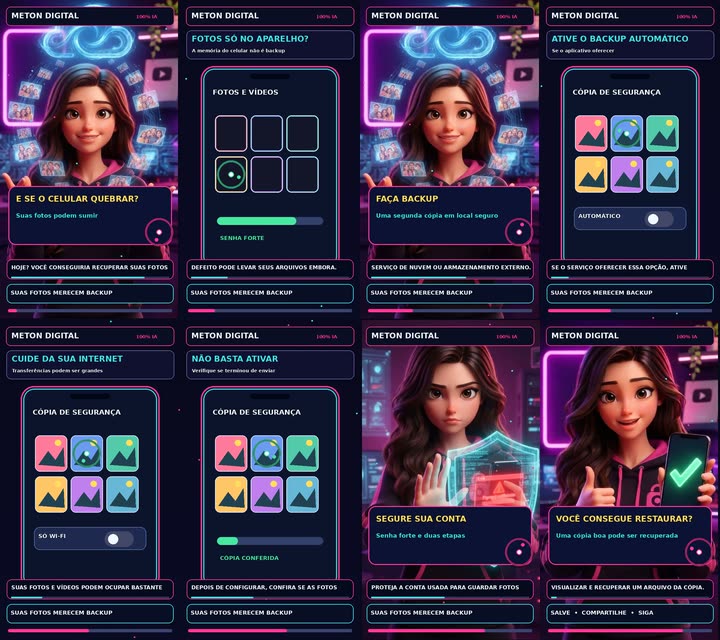 METON DIGITAL
100% IA
E SE O CELULAR QUEBRAR?
Suas fotos podem sumir
HOJE? VOCÊ CONSEGUIRIA RECUPERAR SUAS FOTOS
SUAS FOTOS MERECEM BACKUP
METON DIGITAL
100% IA
FOTOS SÓ NO APARELHO?
A memória do celular não é backup
FOTOS E VÍDEOS
SENHA FORTE
DEFEITO PODE LEVAR SEUS ARQUIVOS EMBORA.
SUAS FOTOS MERECEM BACKUP
METON DIGITAL
100% IA
FAÇA BACKUP
Uma segunda cópia em local seguro
SERVIÇO DE NUVEM OU ARMAZENAMENTO EXTERNO.
SUAS FOTOS MERECEM BACKUP
METON DIGITAL
100% IA
ATIVE O BACKUP AUTOMÁTICO
Se o aplicativo oferecer
CÓPIA DE SEGURANÇA
AUTOMÁTICO
SE O SERVIÇO OFERECER ESSA OPÇÃO, ATIVE
SUAS FOTOS MERECEM BACKUP
METON DIGITAL
100% IA
CUIDE DA SUA INTERNET
Transferências podem ser grandes
CÓPIA DE SEGURANÇA
SÓ WI-FI
SUAS FOTOS E VÍDEOS PODEM OCUPAR BASTANTE
SUAS FOTOS MERECEM BACKUP
METON DIGITAL
100% IA
NÃO BASTA ATIVAR
Verifique se terminou de enviar
CÓPIA DE SEGURANÇA
CÓPIA CONFERIDA
DEPOIS DE CONFIGURAR, CONFIRA SE AS FOTOS
SUAS FOTOS MERECEM BACKUP
METON DIGITAL
100% IA
SEGURE SUA CONTA
Senha forte e duas etapas
PROTEJA A CONTA USADA PARA GUARDAR FOTOS
SUAS FOTOS MERECEM BACKUP
METON DIGITAL
100% IA
VOCÊ CONSEGUE RESTAURAR?
Uma cópia boa pode ser recuperada
VISUALIZAR E RECUPERAR UM ARQUIVO DA CÓPIA.
SALVE • COMPARTILHE • SIGA